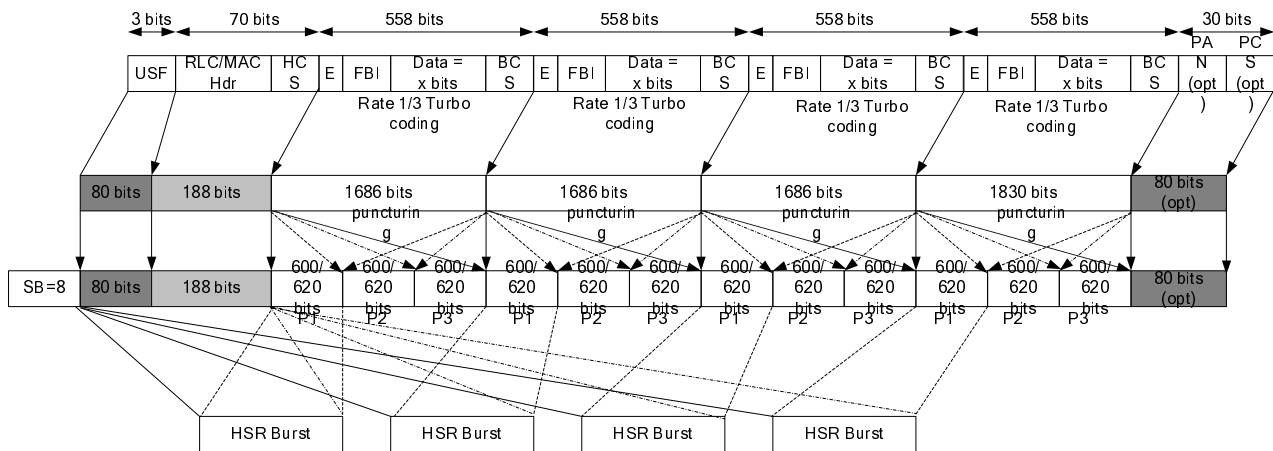 3 bits 70 bits 558 bits 558 bits 558 bits 558 bits 30 bits
USF RLC/MAC Hdr HC S E FBI Data = x bits BC S E FBI Data = x bits BC S E FBI Data = x bits BC S E FBI Data = x bits BC S PA N (opt ) PC S (opt )
Rate 1/3 Turbo coding Rate 1/3 Turbo coding Rate 1/3 Turbo coding Rate 1/3 Turbo coding
80 bits 188 bits 1686 bits 1686 bits 1686 bits 1830 bits 80 bits (opt)
puncturin g puncturin g puncturin g puncturin g
SB=8 80 bits 188 bits 600/ 620 bits 600/ 620 bits 600/ 620 bits 600/ 620 bits 600/ 620 bits 600/ 620 bits 600/ 620 bits 600/ 620 bits 600/ 620 bits 600/ 620 bits 600/ 620 bits 600/ 620 bits 80 bits (opt)
P1 P2 P3 P1 P2 P3 P1 P2 P3 P1 P2 P3
HSR Burst HSR Burst HSR Burst HSR Burst